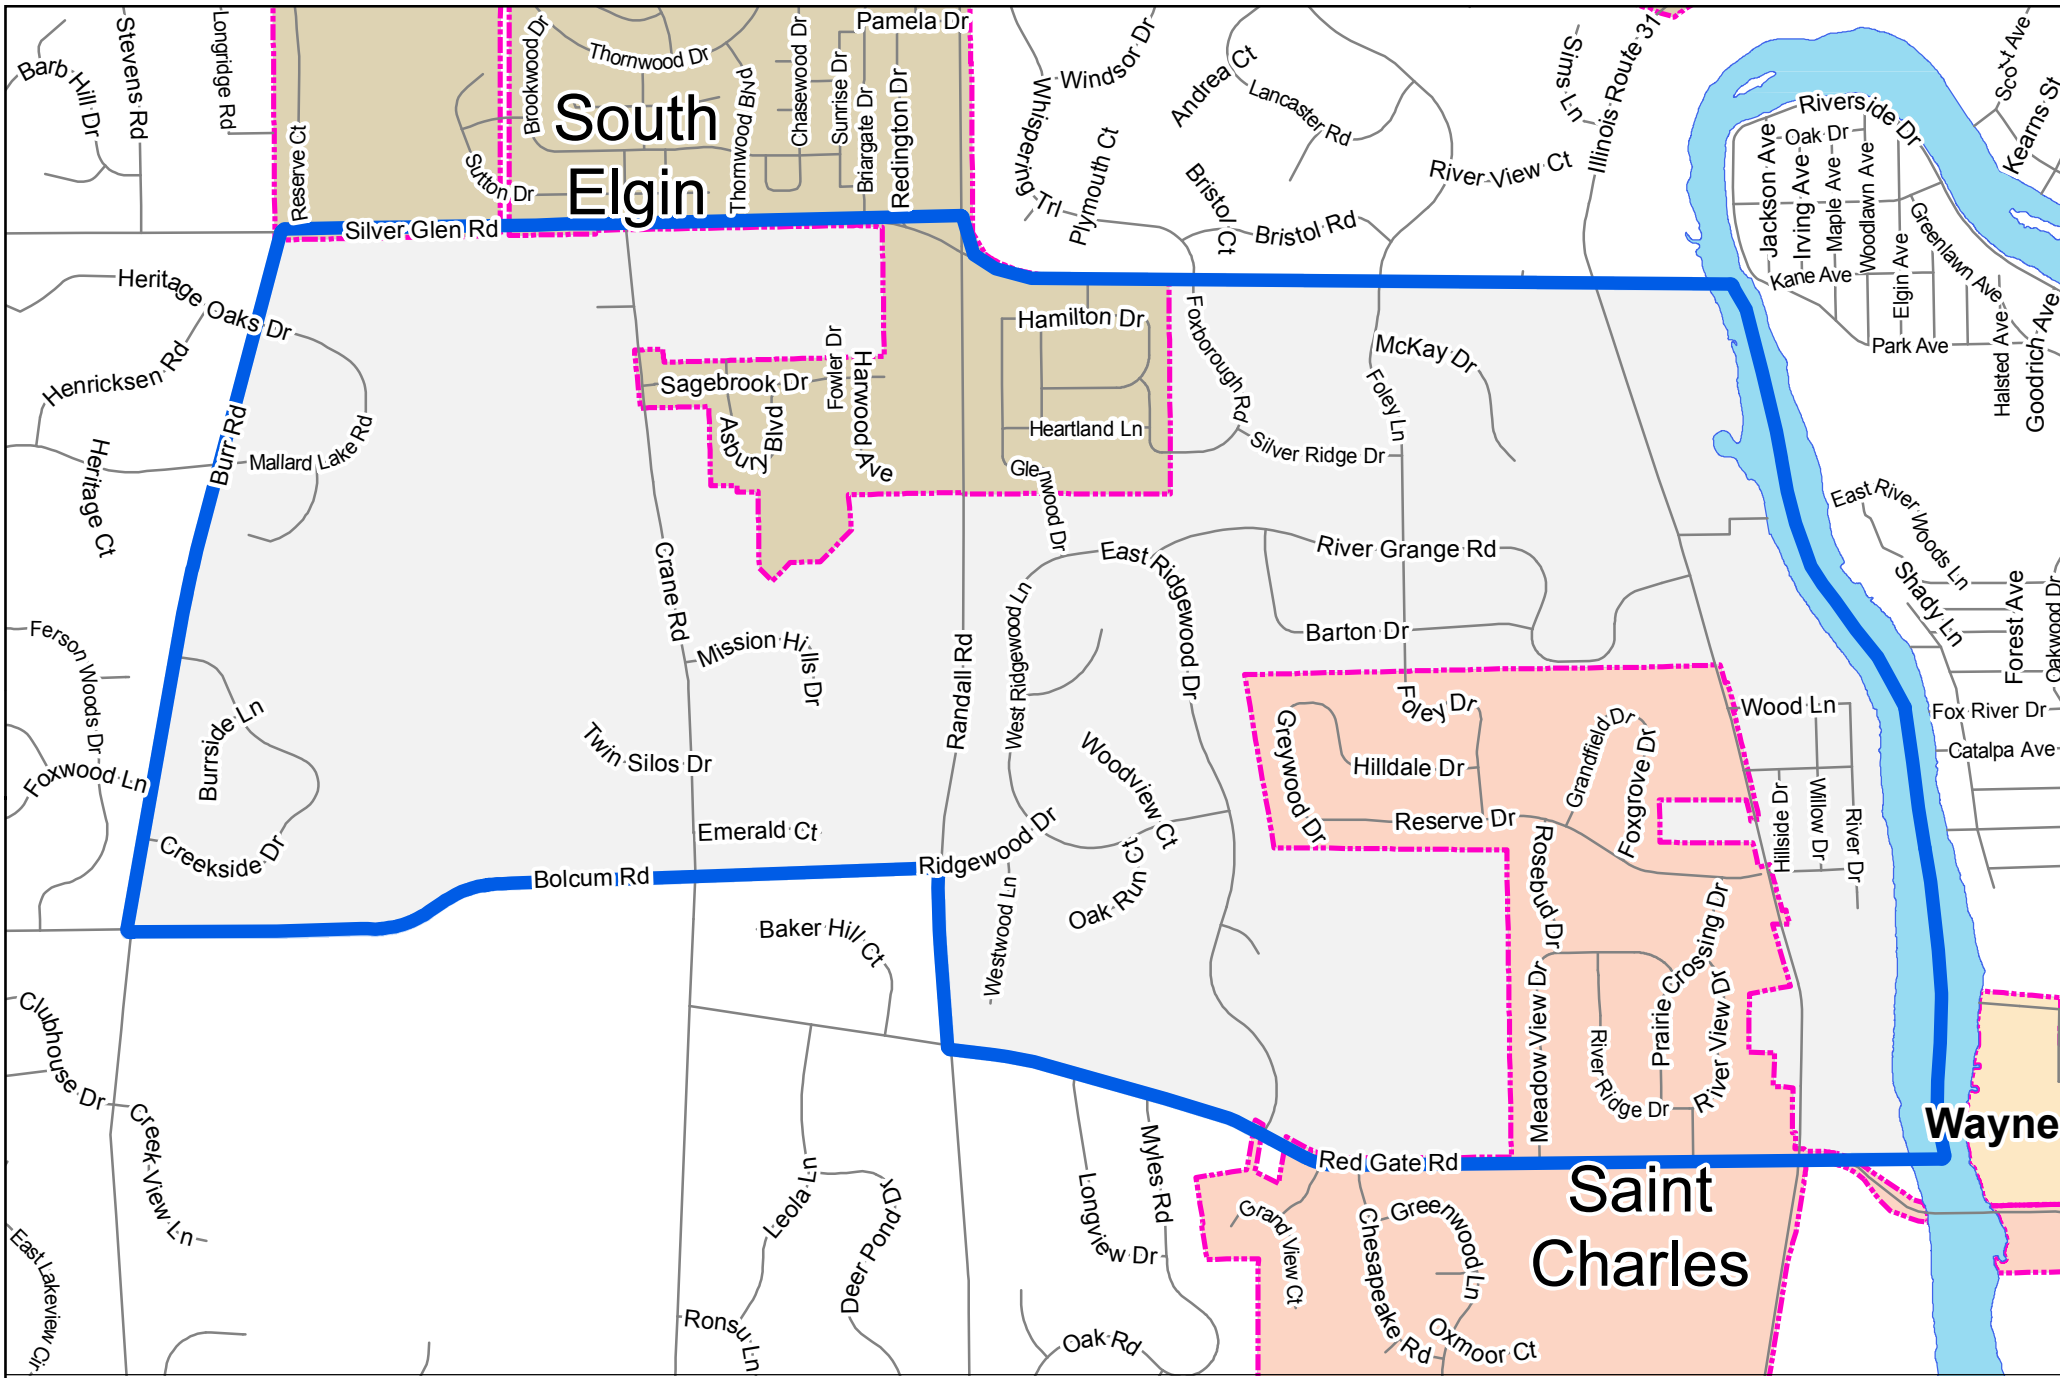 Pamela Dr
Stevens Rd
Longridge Rd
Barb Hill Dr
Reserve Ct
Brookwood Dr
Thornwood Dr
Thornwood Blvd
Chasewood Dr
Sunrise Dr
Briargate Dr
Redington Dr
Sutton Dr
South
Elgin
Whispering Trl
Windsor Dr
Plymouth Ct
Andrea Ct
Lancaster Rd
Bristol Ct
Bristol Rd
River View Ct
Sims Ln
Illinois Route 31
Scott Ave
Kearns St
Riverside Dr
Oak Dr
Jackson Ave
Irving Ave
Maple Ave
Woodlawn Ave
Elgin Ave
Greenlawn Ave
Kane Ave
Park Ave
Halsted Ave
Goodrich Ave
Silver Glen Rd
Heritage Oaks Dr
Henricksen Rd
Heritage Ct
Burr Rd
Mallard Lake Rd
Sagebrook Dr
Fowler Dr
Harwood Ave
Asbury Blvd
Hamilton Dr
Heartland Ln
Glenwood Dr
Foxborough Rd
McKay Dr
Foley Ln
Silver Ridge Dr
East River Woods Ln
Shady Ln
Forest Ave
Oakwood Dr
Crane Rd
Mission Hills Dr
Randall Rd
West Ridgewood Ln
East Ridgewood Dr
River Grange Rd
Barton Dr
Ferson Woods Dr
Foxwood Ln
Burrside Ln
Creekside Dr
Twin Silos Dr
Emerald Ct
Woodview Ct
Ridgewood Dr
Oak Run Ct
Westwood Ln
Foley Dr
Greywood Dr
Hilldale Dr
Reserve Dr
Grandfield Dr
Foxgrove Dr
Rosebud Dr
Wood Ln
Hillside Dr
Willow Dr
River Dr
Fox River Dr
Catalpa Ave
Bolcum Rd
Baker Hill Ct
Meadow View Dr
Prairie Crossing Dr
River View Dr
River Ridge Dr
Clubhouse Dr
Creek View Ln
East Lakeview Cir
Leola Ln
Deer Pond Dr
Ronsu Ln
Longview Dr
Myles Rd
Oak Rd
Red Gate Rd
Grand View Ct
Chesapeake Rd
Greenwood Ln
Oxmoor Ct
Saint
Charles
Wayne